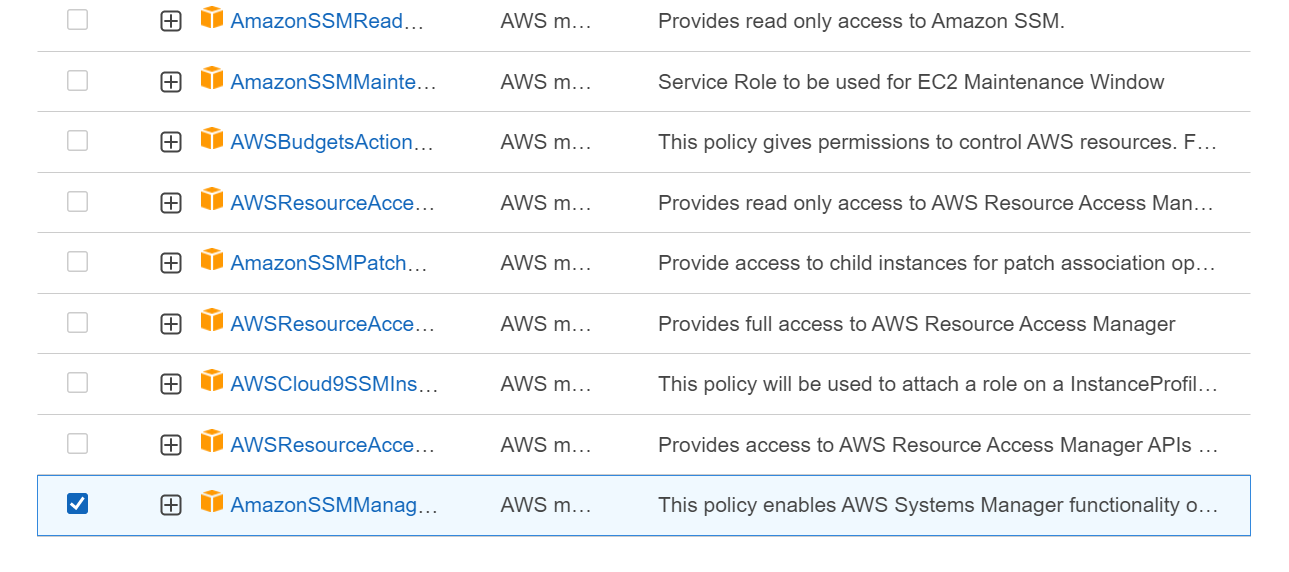 AmazonSSMRead… AWS m… Provides read only access to Amazon SSM.
AmazonSSMMainte… AWS m… Service Role to be used for EC2 Maintenance Window
AWSBudgetsAction… AWS m… This policy gives permissions to control AWS resources. F…
AWSResourceAcce… AWS m… Provides read only access to AWS Resource Access Man…
AmazonSSMPatch… AWS m… Provide access to child instances for patch association op…
AWSResourceAcce… AWS m… Provides full access to AWS Resource Access Manager
AWSCloud9SSMIns… AWS m… This policy will be used to attach a role on a InstanceProfil…
AWSResourceAcce… AWS m… Provides access to AWS Resource Access Manager APIs …
AmazonSSMManag… AWS m… This policy enables AWS Systems Manager functionality o…